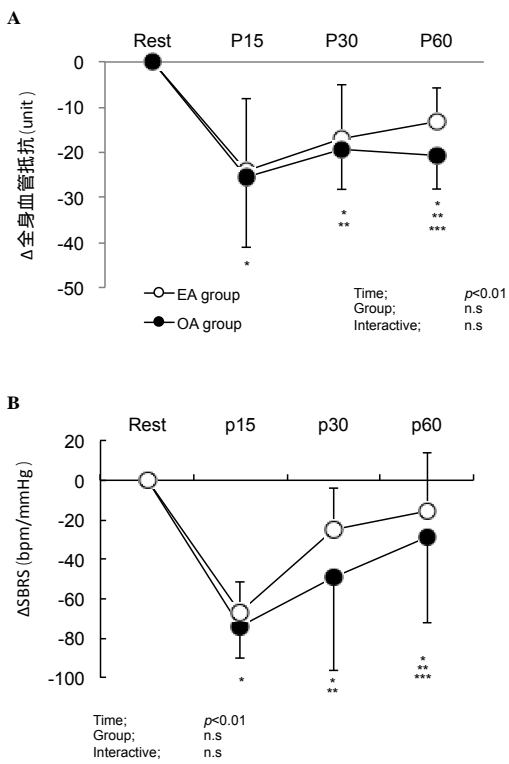 A
Rest P15 P30 P60
0
-10
-20
-30
-40
-50
Δ全身血管抵抗(unit)
*
*
**
*
**
***
EA group
OA group
Time; p<0.01
Group; n.s
Interactive; n.s
B
Rest p15 p30 p60
20
0
-20
-40
-60
-80
-100
ΔSBRS(bpm/mmHg)
*
*
**
*
**
***
Time; p<0.01
Group; n.s
Interactive; n.s